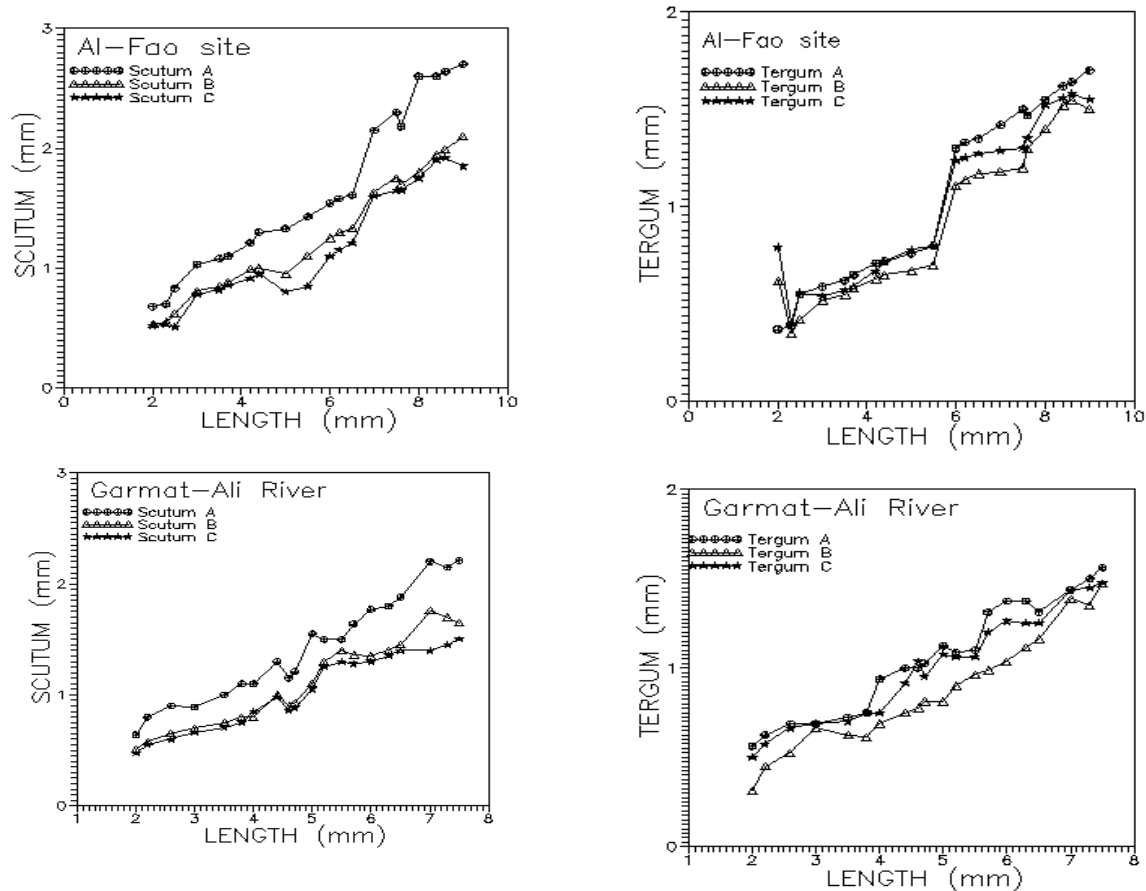 3
Al-Fao site
Scutum A
Scutum B
Scutum C
2
1
0
SCUTUM (mm)
0 2 4 6 8 10
LENGTH (mm)
2
Al-Fao site
Tergum A
Tergum B
Tergum C
1
0
TERGUM (mm)
0 2 4 6 8 10
LENGTH (mm)
3
Garmat-Ali River
Scutum A
Scutum B
Scutum C
2
1
0
SCUTUM (mm)
1 2 3 4 5 6 7 8
LENGTH (mm)
2
Garmat-Ali River
Tergum A
Tergum B
Tergum C
1
0
TERGUM (mm)
1 2 3 4 5 6 7 8
LENGTH (mm)